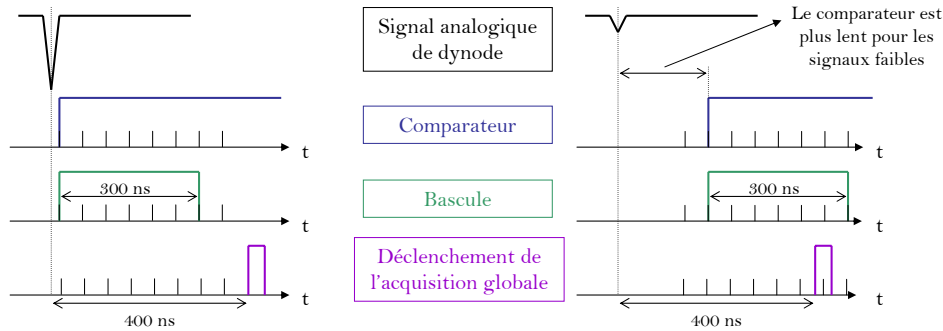 Signal analogique
de dynode
Le comparateur est
plus lent pour les
signaux faibles
Comparateur
t
t
300 ns
Bascule
300 ns
t
t
Déclenchement de
l'acquisition globale
t
t
400 ns
400 ns